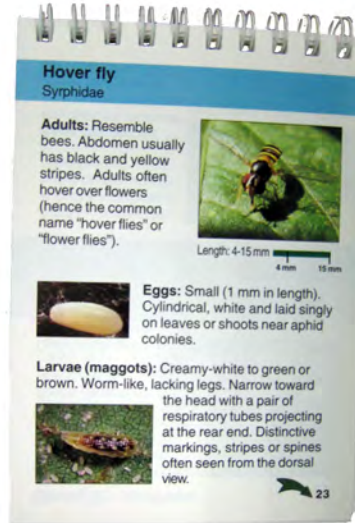 Hover fly
Syrphidae
Adults: Resemble
bees. Abdomen usually
has black and yellow
stripes. Adults often
hover over flowers
(hence the common
name “hover flies” or
“flower flies”).
Length: 4-15 mm
4 mm 15 mm
Eggs: Small (1 mm in length).
Cylindrical, white and laid singly
on leaves or shoots near aphid
colonies.
Larvae (maggots): Creamy-white to green or
brown. Worm-like, lacking legs. Narrow toward
the head with a pair of
respiratory tubes projecting
at the rear end. Distinctive
markings, stripes or spines
often seen from the dorsal
view.
23